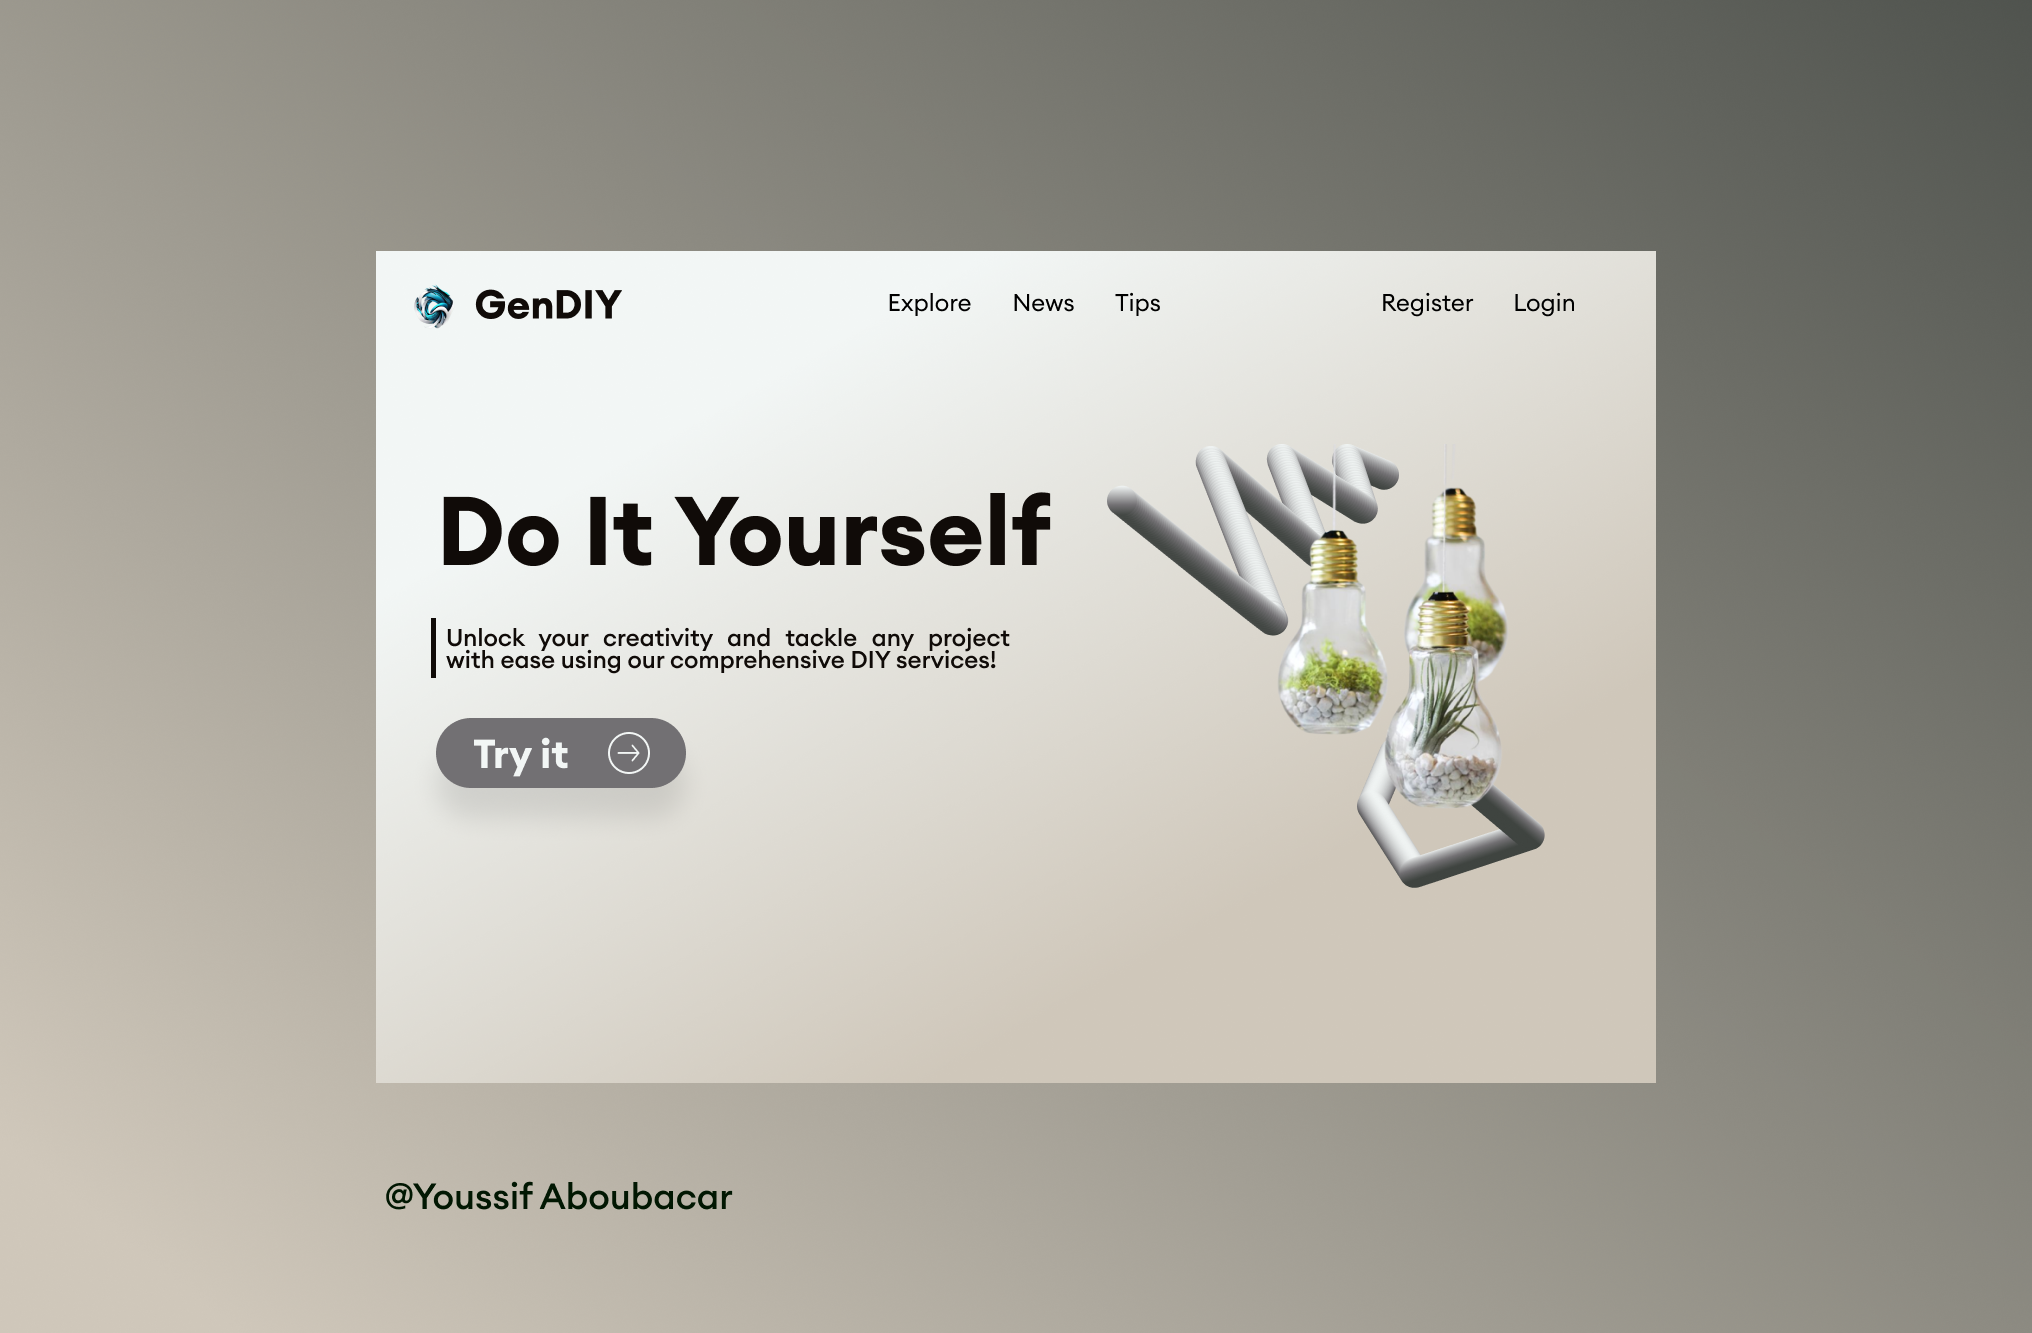 GenDIY
Explore News Tips
Register Login
Do It Yourself
Unlock your creativity and tackle any project
with ease using our comprehensive DIY services!
Try it
@Youssif Aboubacar